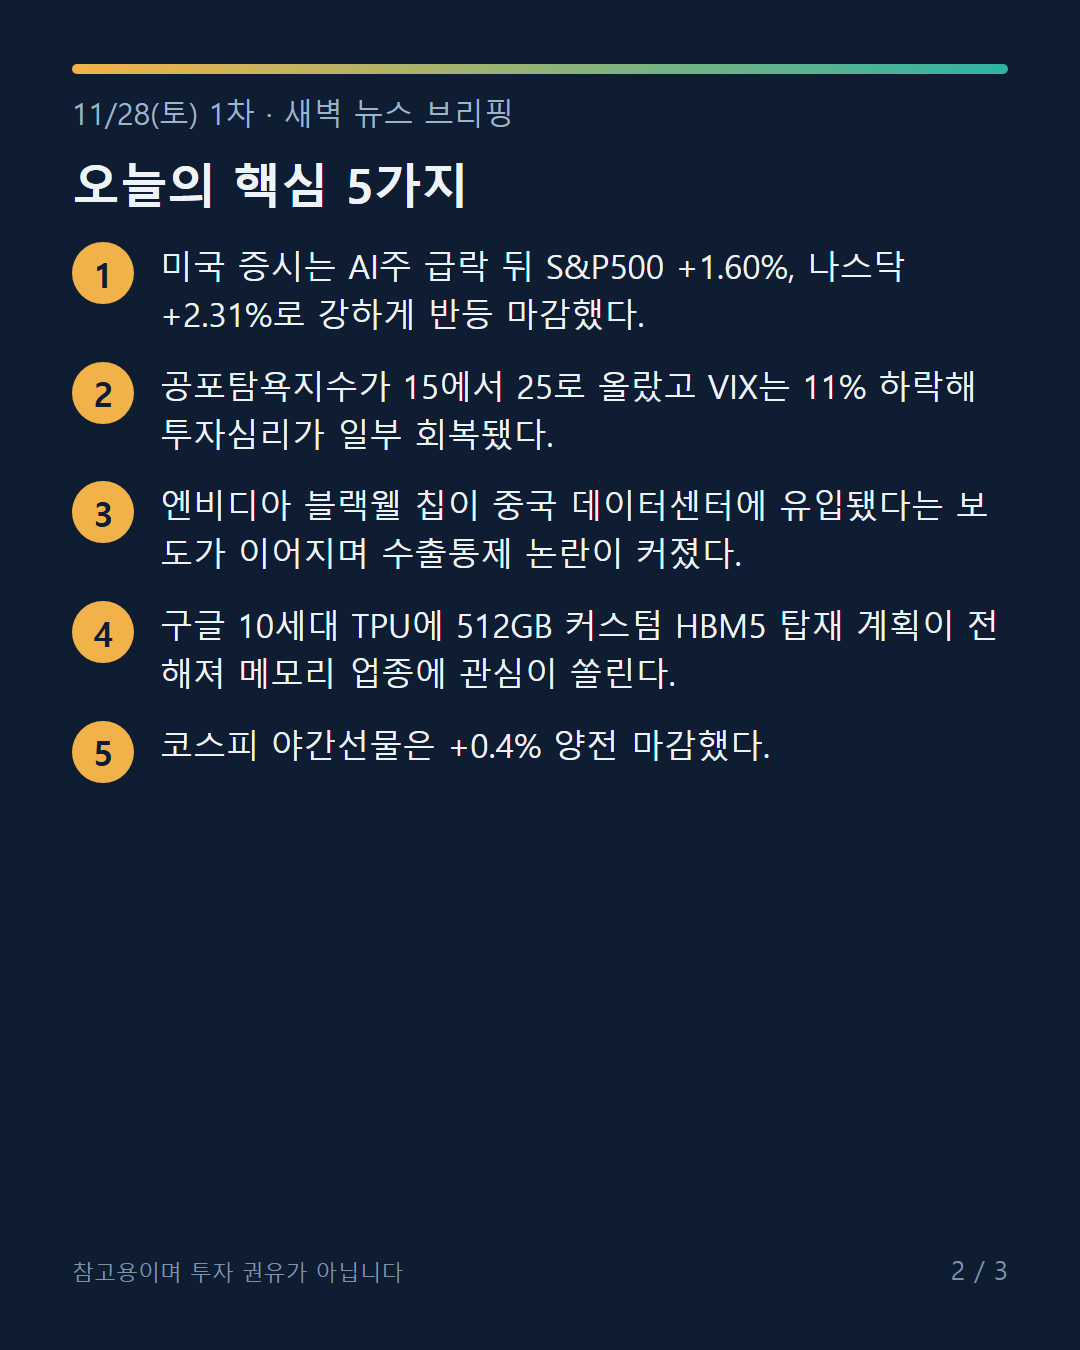 11/28(토) 1차 · 새벽 뉴스 브리핑
오늘의 핵심 5가지
1
미국 증시는 AI주 급락 뒤 S&P500 +1.60%, 나스닥
+2.31%로 강하게 반등 마감했다.
2
공포탐욕지수가 15에서 25로 올랐고 VIX는 11% 하락해
투자심리가 일부 회복됐다.
3
엔비디아 블랙웰 칩이 중국 데이터센터에 유입됐다는 보
도가 이어지며 수출통제 논란이 커졌다.
4
구글 10세대 TPU에 512GB 커스텀 HBM5 탑재 계획이 전
해져 메모리 업종에 관심이 쏠린다.
5
코스피 야간선물은 +0.4% 양전 마감했다.
참고용이며 투자 권유가 아닙니다
2 / 3